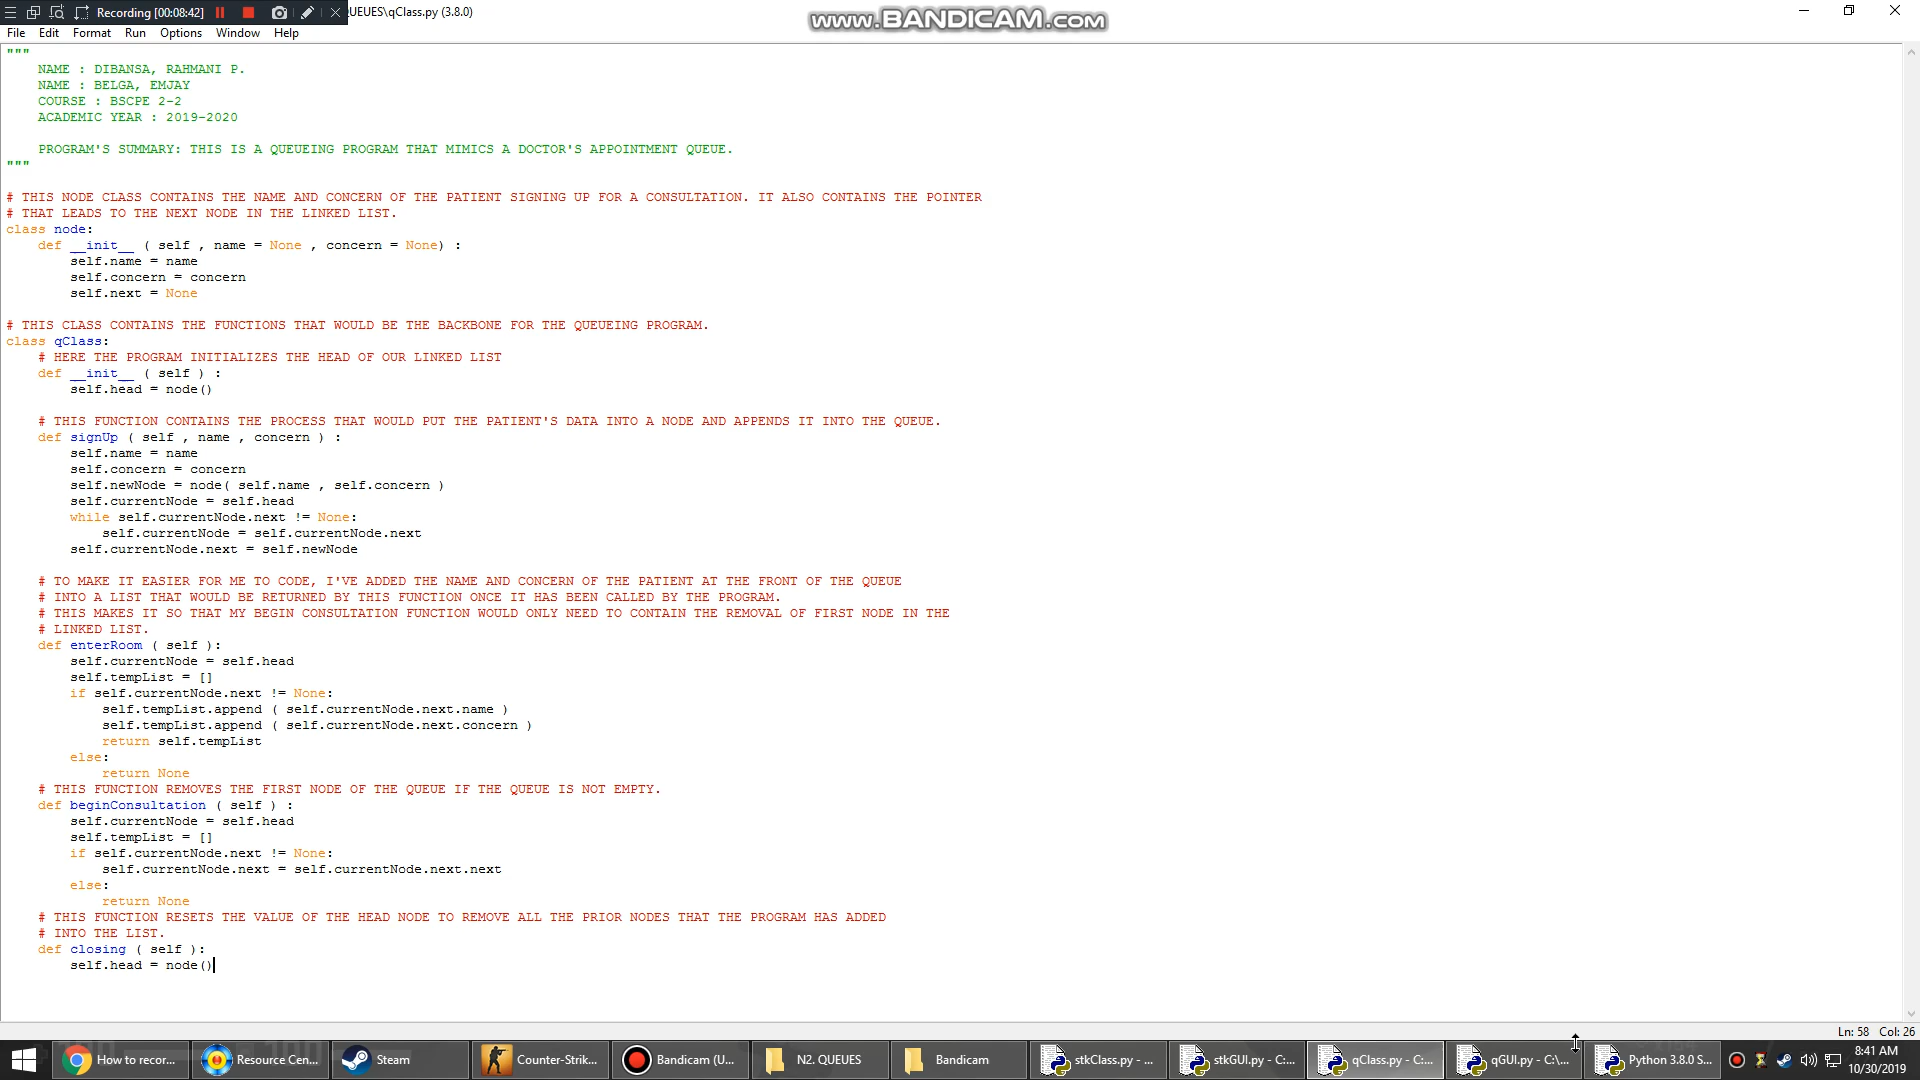 Recording [00:08:42] UEUES\qClass.py (3.8.0)
www.BANDICAM.com
File Edit Format Run Options Window Help
"""
NAME : DIBANSA, RAHMANI P.
NAME : BELGA, EMJAY
COURSE : BSCPE 2-2
ACADEMIC YEAR : 2019-2020
PROGRAM'S SUMMARY: THIS IS A QUEUEING PROGRAM THAT MIMICS A DOCTOR'S APPOINTMENT QUEUE.
"""
# THIS NODE CLASS CONTAINS THE NAME AND CONCERN OF THE PATIENT SIGNING UP FOR A CONSULTATION. IT ALSO CONTAINS THE POINTER
# THAT LEADS TO THE NEXT NODE IN THE LINKED LIST.
class node:
def __init__ ( self , name = None , concern = None) :
self.name = name
self.concern = concern
self.next = None
# THIS CLASS CONTAINS THE FUNCTIONS THAT WOULD BE THE BACKBONE FOR THE QUEUEING PROGRAM.
class qClass:
# HERE THE PROGRAM INITIALIZES THE HEAD OF OUR LINKED LIST
def __init__ ( self ) :
self.head = node()
# THIS FUNCTION CONTAINS THE PROCESS THAT WOULD PUT THE PATIENT'S DATA INTO A NODE AND APPENDS IT INTO THE QUEUE.
def signUp ( self , name , concern ) :
self.name = name
self.concern = concern
self.newNode = node( self.name , self.concern )
self.currentNode = self.head
while self.currentNode.next != None:
self.currentNode = self.currentNode.next
self.currentNode.next = self.newNode
# TO MAKE IT EASIER FOR ME TO CODE, I'VE ADDED THE NAME AND CONCERN OF THE PATIENT AT THE FRONT OF THE QUEUE
# INTO A LIST THAT WOULD BE RETURNED BY THIS FUNCTION ONCE IT HAS BEEN CALLED BY THE PROGRAM.
# THIS MAKES IT SO THAT MY BEGIN CONSULTATION FUNCTION WOULD ONLY NEED TO CONTAIN THE REMOVAL OF FIRST NODE IN THE
# LINKED LIST.
def enterRoom ( self ):
self.currentNode = self.head
self.tempList = []
if self.currentNode.next != None:
self.tempList.append ( self.currentNode.next.name )
self.tempList.append ( self.currentNode.next.concern )
return self.tempList
else:
return None
# THIS FUNCTION REMOVES THE FIRST NODE OF THE QUEUE IF THE QUEUE IS NOT EMPTY.
def beginConsultation ( self ) :
self.currentNode = self.head
self.tempList = []
if self.currentNode.next != None:
self.currentNode.next = self.currentNode.next.next
else:
return None
# THIS FUNCTION RESETS THE VALUE OF THE HEAD NODE TO REMOVE ALL THE PRIOR NODES THAT THE PROGRAM HAS ADDED
# INTO THE LIST.
def closing ( self ):
self.head = node()
Ln: 58 Col: 26
How to recor... Resource Cen... Steam Counter-Strik... Bandicam (U... N2. QUEUES Bandicam stkClass.py - ... stkGUI.py - C:... qClass.py - C:... qGUI.py - C:\... Python 3.8.0 S... 8:41 AM
10/30/2019